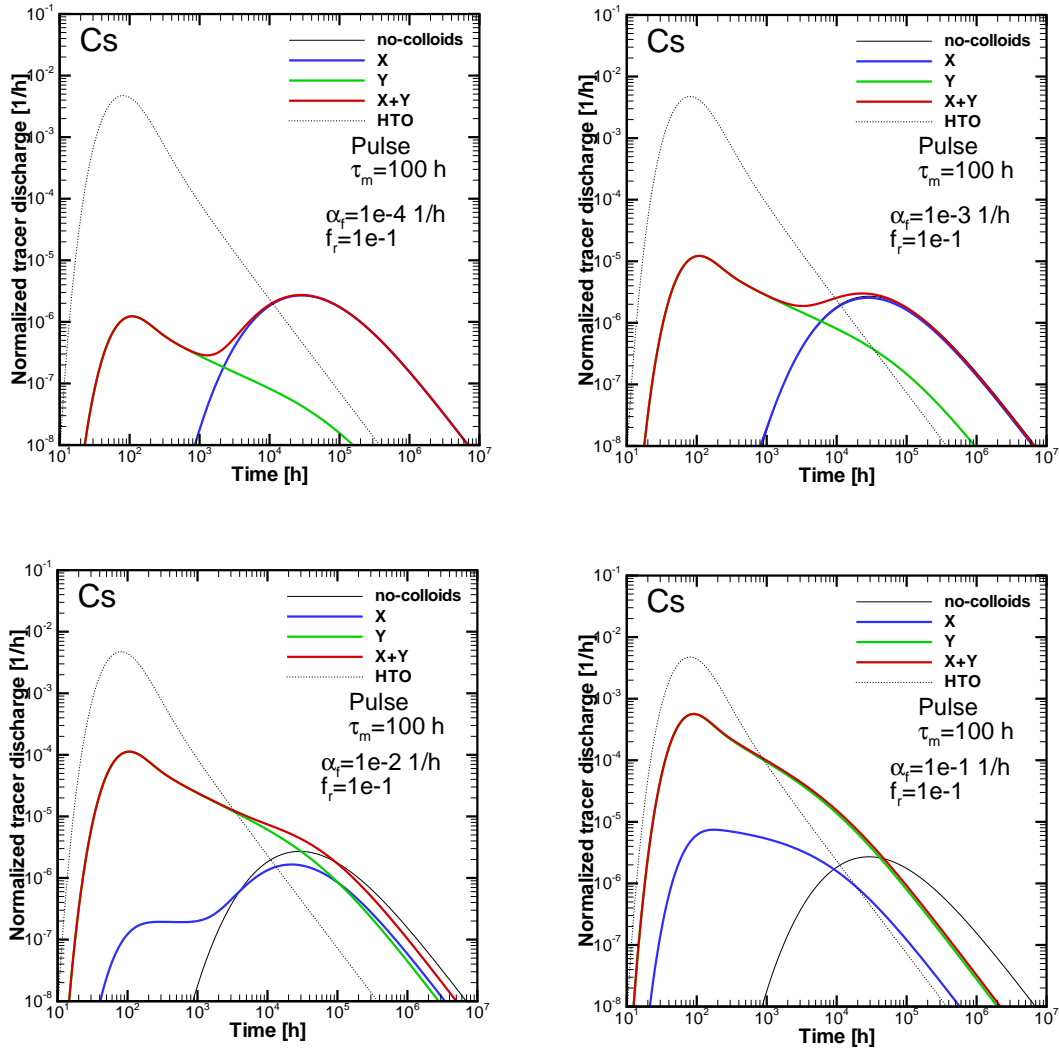 Cs
no-colloids
X
Y
X+Y
HTO
Pulse
τm=100 h
αf=1e-4 1/h
fr=1e-1
Normalized tracer discharge [1/h]
10-1
10-2
10-3
10-4
10-5
10-6
10-7
10-8
101 102 103 104 105 106 107
Time [h]
Cs
no-colloids
X
Y
X+Y
HTO
Pulse
τm=100 h
αf=1e-3 1/h
fr=1e-1
Normalized tracer discharge [1/h]
10-1
10-2
10-3
10-4
10-5
10-6
10-7
10-8
101 102 103 104 105 106 107
Time [h]
Cs
no-colloids
X
Y
X+Y
HTO
Pulse
τm=100 h
αf=1e-2 1/h
fr=1e-1
Normalized tracer discharge [1/h]
10-1
10-2
10-3
10-4
10-5
10-6
10-7
10-8
101 102 103 104 105 106 107
Time [h]
Cs
no-colloids
X
Y
X+Y
HTO
Pulse
τm=100 h
αf=1e-1 1/h
fr=1e-1
Normalized tracer discharge [1/h]
10-1
10-2
10-3
10-4
10-5
10-6
10-7
10-8
101 102 103 104 105 106 107
Time [h]